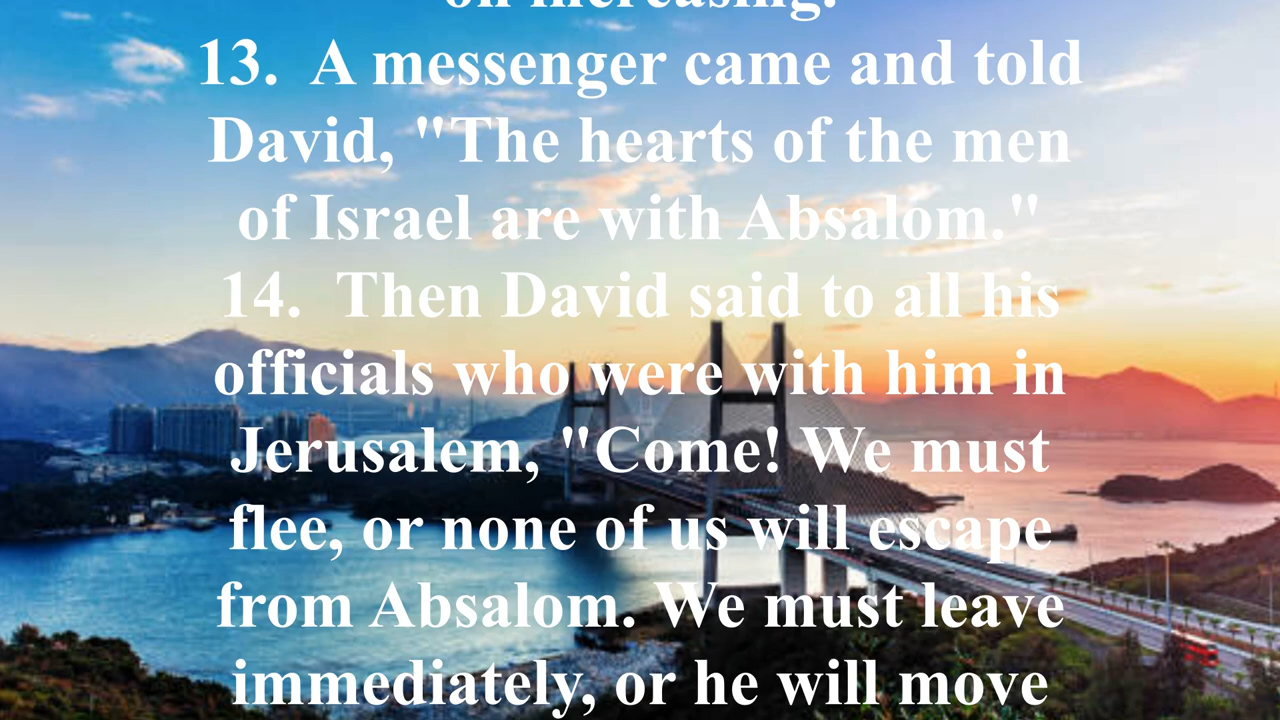 on increasing.
13. A messenger came and told
David, "The hearts of the men
of Israel are with Absalom."
14. Then David said to all his
officials who were with him in
Jerusalem, "Come! We must
flee, or none of us will escape
from Absalom. We must leave
immediately, or he will move